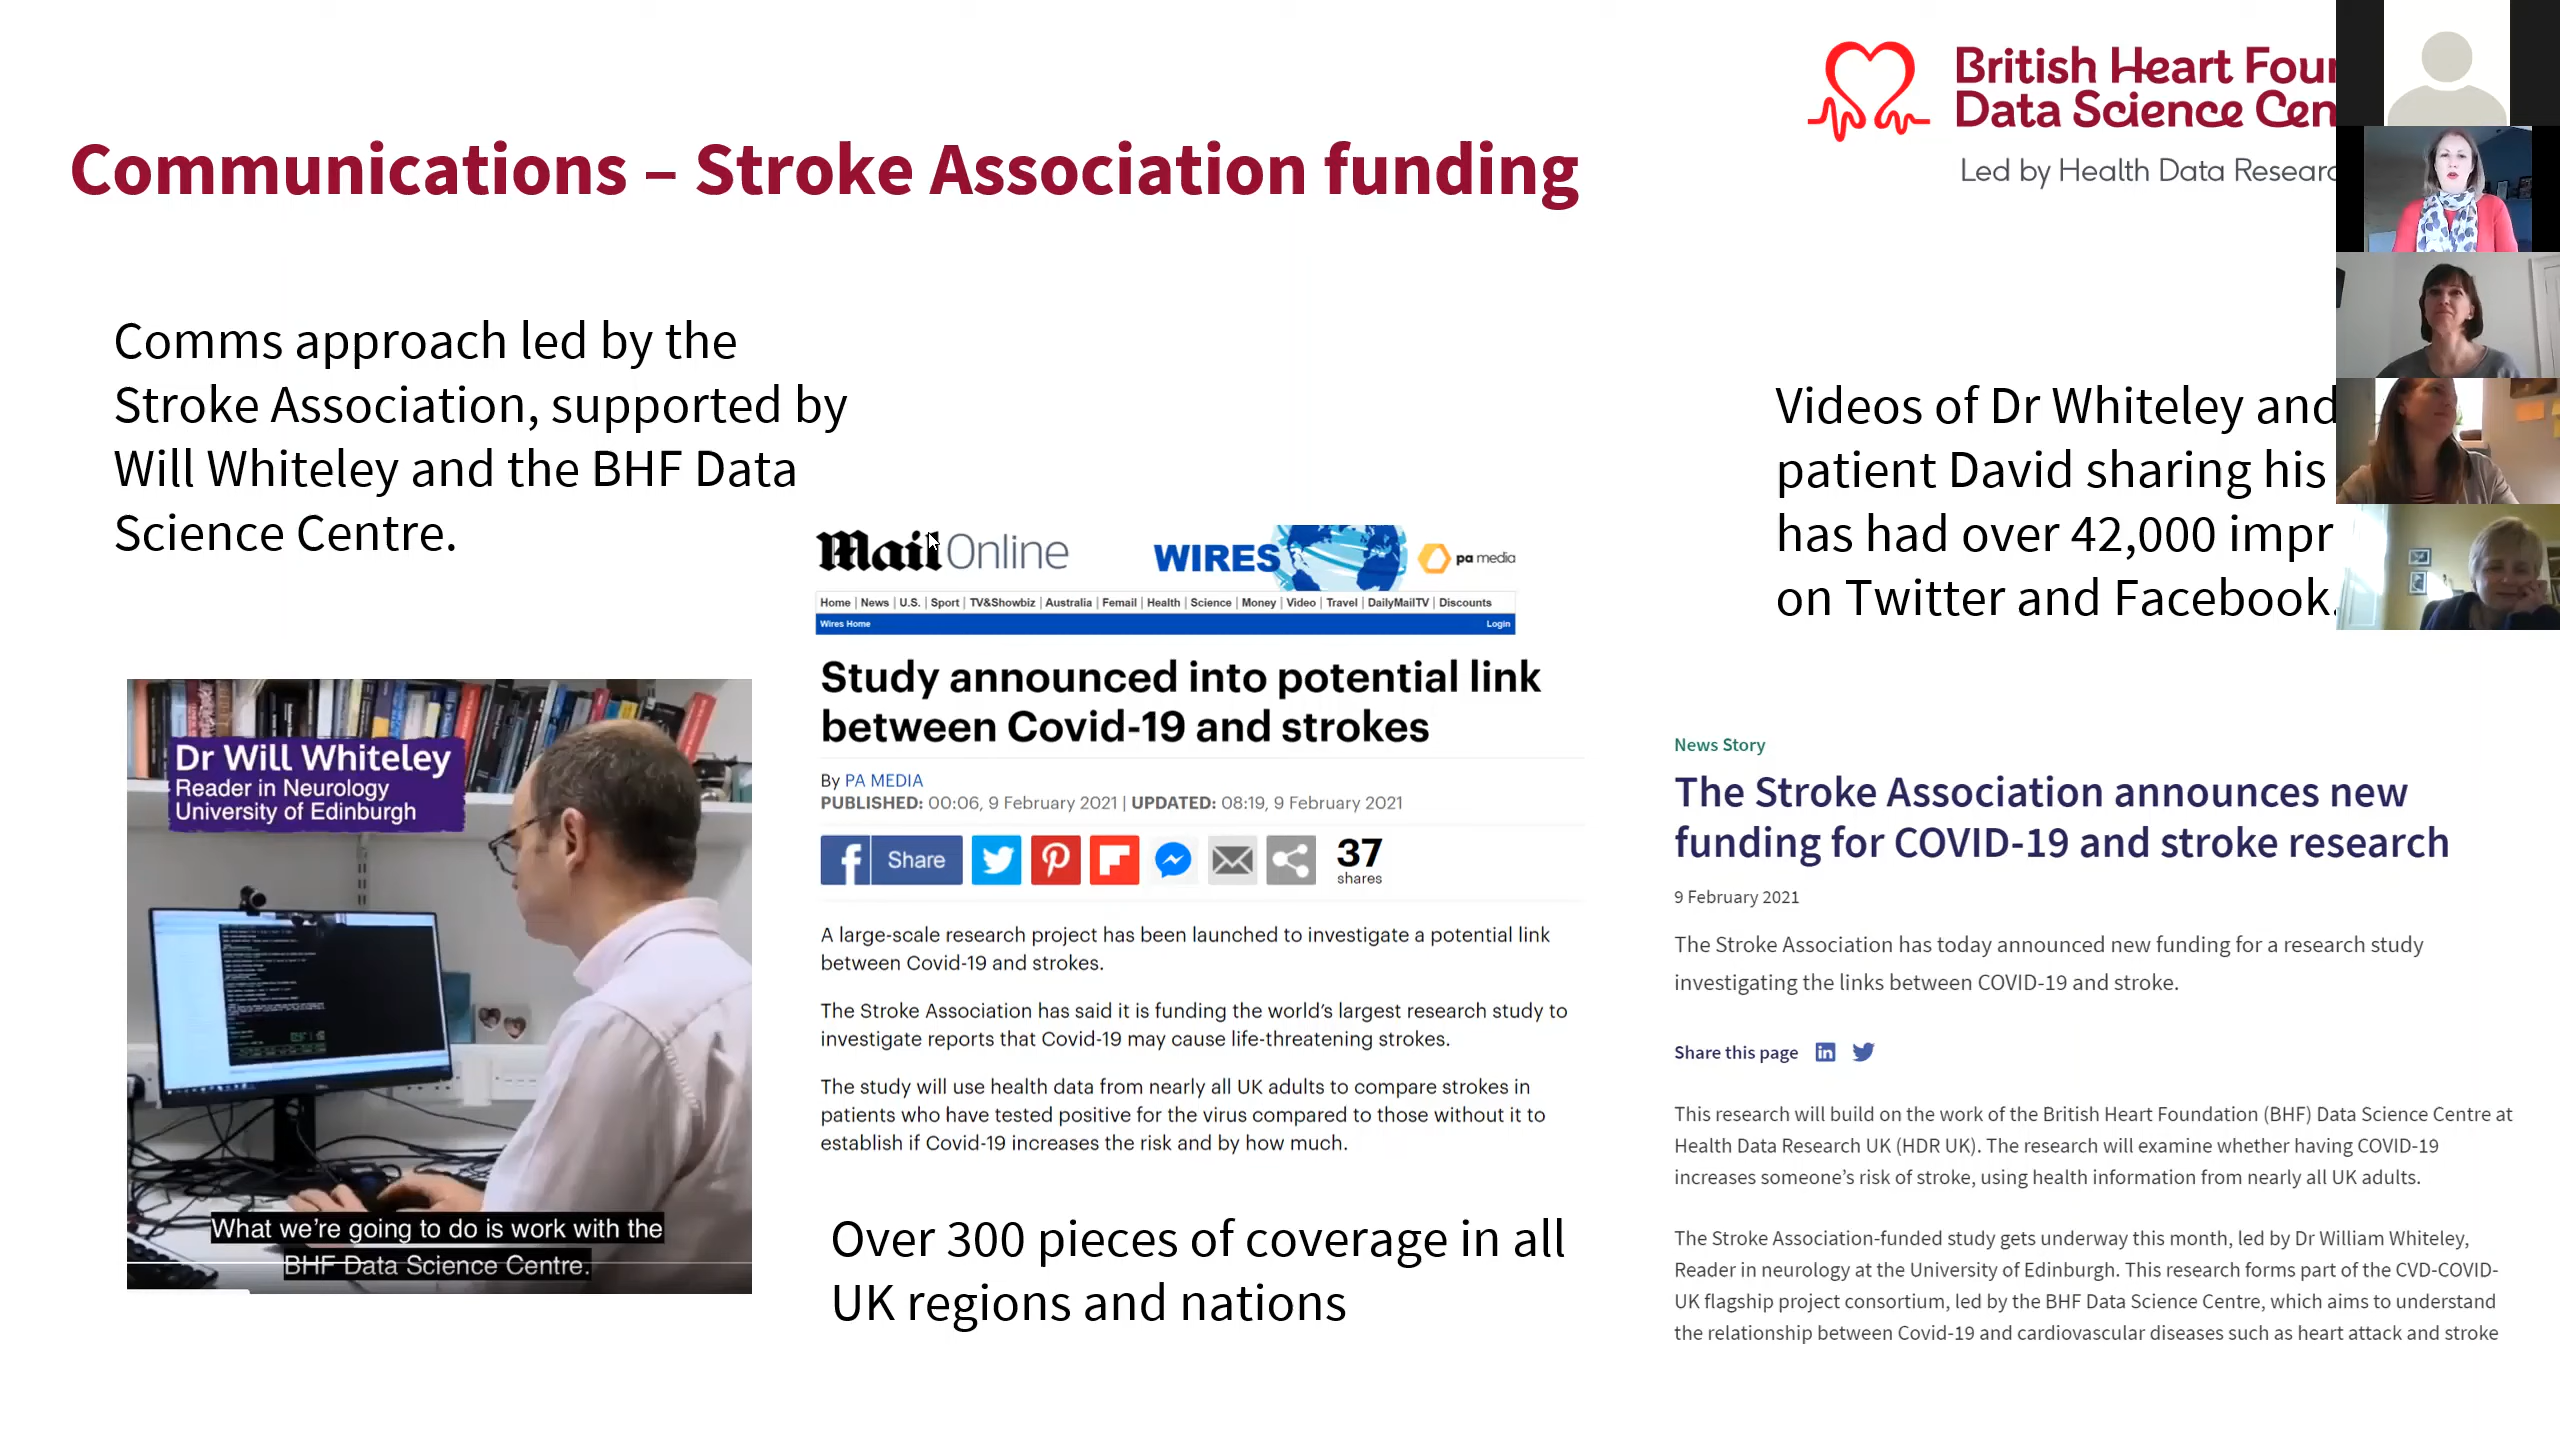 British Heart Four
Data Science Cen
Led by Health Data Researc
Communications – Stroke Association funding
Comms approach led by the
Stroke Association, supported by
Will Whiteley and the BHF Data
Science Centre.
Dr Will Whiteley
Reader in Neurology
University of Edinburgh
What we're going to do is work with the
BHF Data Science Centre.
Mail Online
WIRES
pa media
Home | News | U.S. | Sport | TV&Showbiz | Australia | Femail | Health | Science | Money | Video | Travel | DailyMailTV | Discounts
Wires Home
Login
Study announced into potential link
between Covid-19 and strokes
By PA MEDIA
PUBLISHED: 00:06, 9 February 2021 | UPDATED: 08:19, 9 February 2021
Share
37
shares
A large-scale research project has been launched to investigate a potential link
between Covid-19 and strokes.
The Stroke Association has said it is funding the world's largest research study to
investigate reports that Covid-19 may cause life-threatening strokes.
The study will use health data from nearly all UK adults to compare strokes in
patients who have tested positive for the virus compared to those without it to
establish if Covid-19 increases the risk and by how much.
Over 300 pieces of coverage in all
UK regions and nations
Videos of Dr Whiteley and
patient David sharing his
has had over 42,000 impr
on Twitter and Facebook.
News Story
The Stroke Association announces new
funding for COVID-19 and stroke research
9 February 2021
The Stroke Association has today announced new funding for a research study
investigating the links between COVID-19 and stroke.
Share this page
This research will build on the work of the British Heart Foundation (BHF) Data Science Centre at
Health Data Research UK (HDR UK). The research will examine whether having COVID-19
increases someone's risk of stroke, using health information from nearly all UK adults.
The Stroke Association-funded study gets underway this month, led by Dr William Whiteley,
Reader in neurology at the University of Edinburgh. This research forms part of the CVD-COVID-
UK flagship project consortium, led by the BHF Data Science Centre, which aims to understand
the relationship between Covid-19 and cardiovascular diseases such as heart attack and stroke